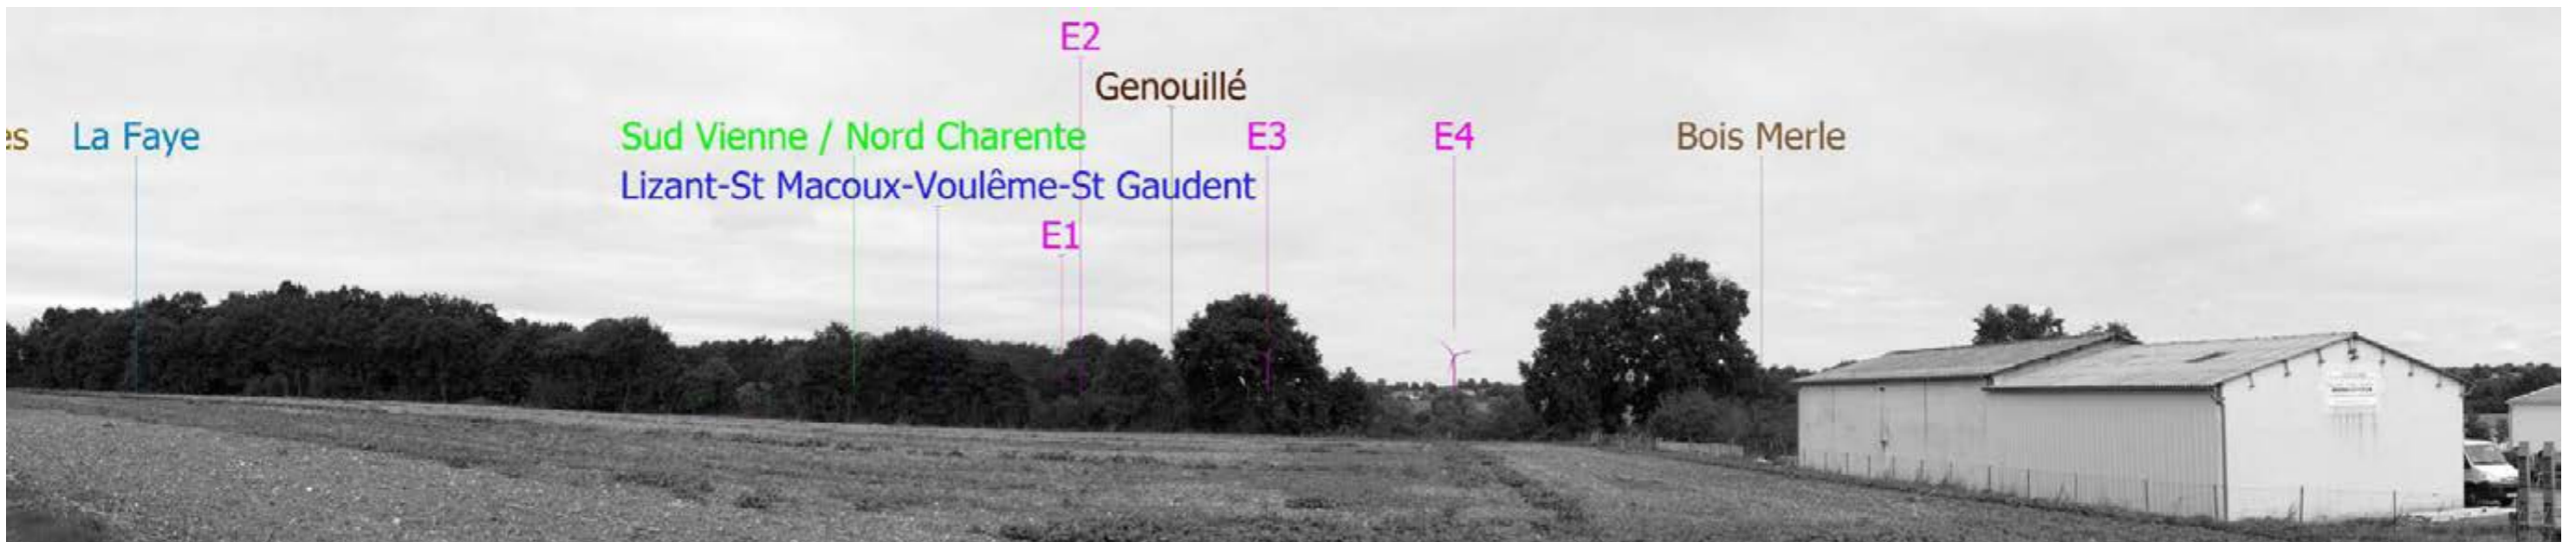 E2
Genouillé
es La Faye Sud Vienne / Nord Charente E3 E4 Bois Merle
Lizant-St Macoux-Voulême-St Gaudent
E1